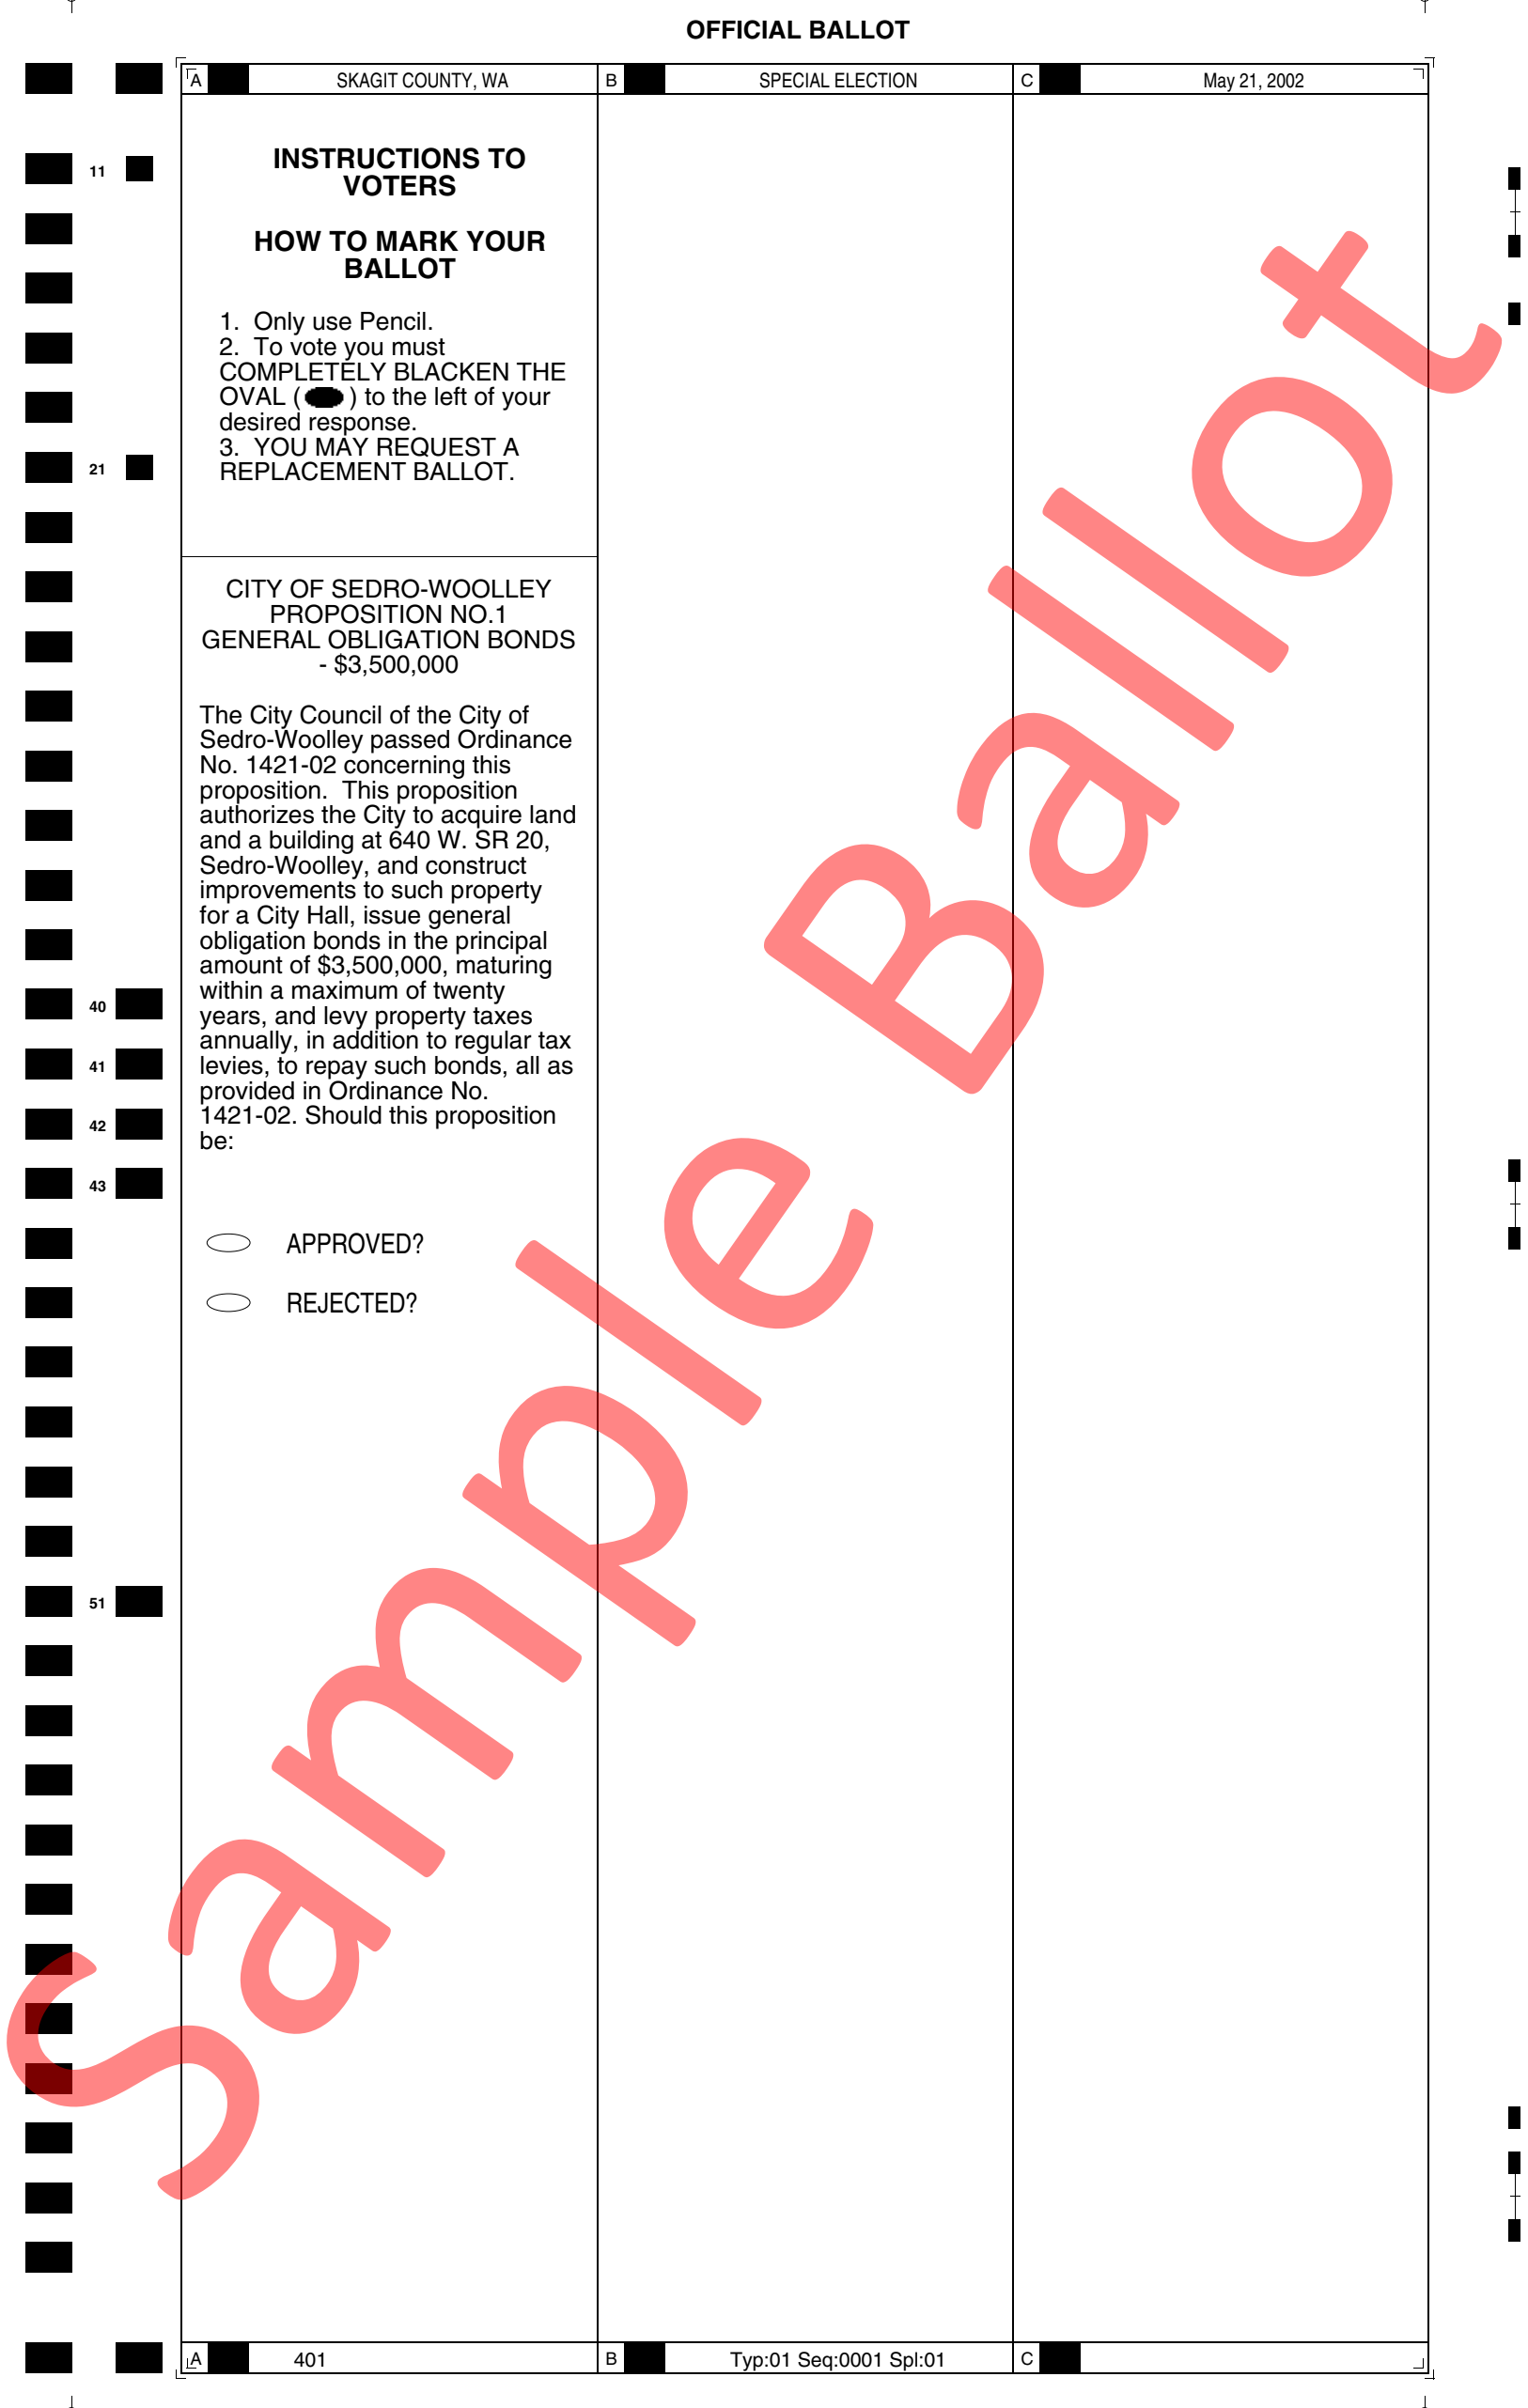 OFFICIAL BALLOT
A SKAGIT COUNTY, WA B SPECIAL ELECTION C May 21, 2002
INSTRUCTIONS TO
VOTERS
HOW TO MARK YOUR
BALLOT
1. Only use Pencil.
2. To vote you must
COMPLETELY BLACKEN THE
OVAL ( ) to the left of your
desired response.
3. YOU MAY REQUEST A
REPLACEMENT BALLOT.
11
21
CITY OF SEDRO-WOOLLEY
PROPOSITION NO.1
GENERAL OBLIGATION BONDS
- $3,500,000
The City Council of the City of
Sedro-Woolley passed Ordinance
No. 1421-02 concerning this
proposition. This proposition
authorizes the City to acquire land
and a building at 640 W. SR 20,
Sedro-Woolley, and construct
improvements to such property
for a City Hall, issue general
obligation bonds in the principal
amount of $3,500,000, maturing
within a maximum of twenty
years, and levy property taxes
annually, in addition to regular tax
levies, to repay such bonds, all as
provided in Ordinance No.
1421-02. Should this proposition
be:
40
41
42
43
APPROVED?
REJECTED?
51
Sample Ballot
A 401 B Typ:01 Seq:0001 Spl:01 C